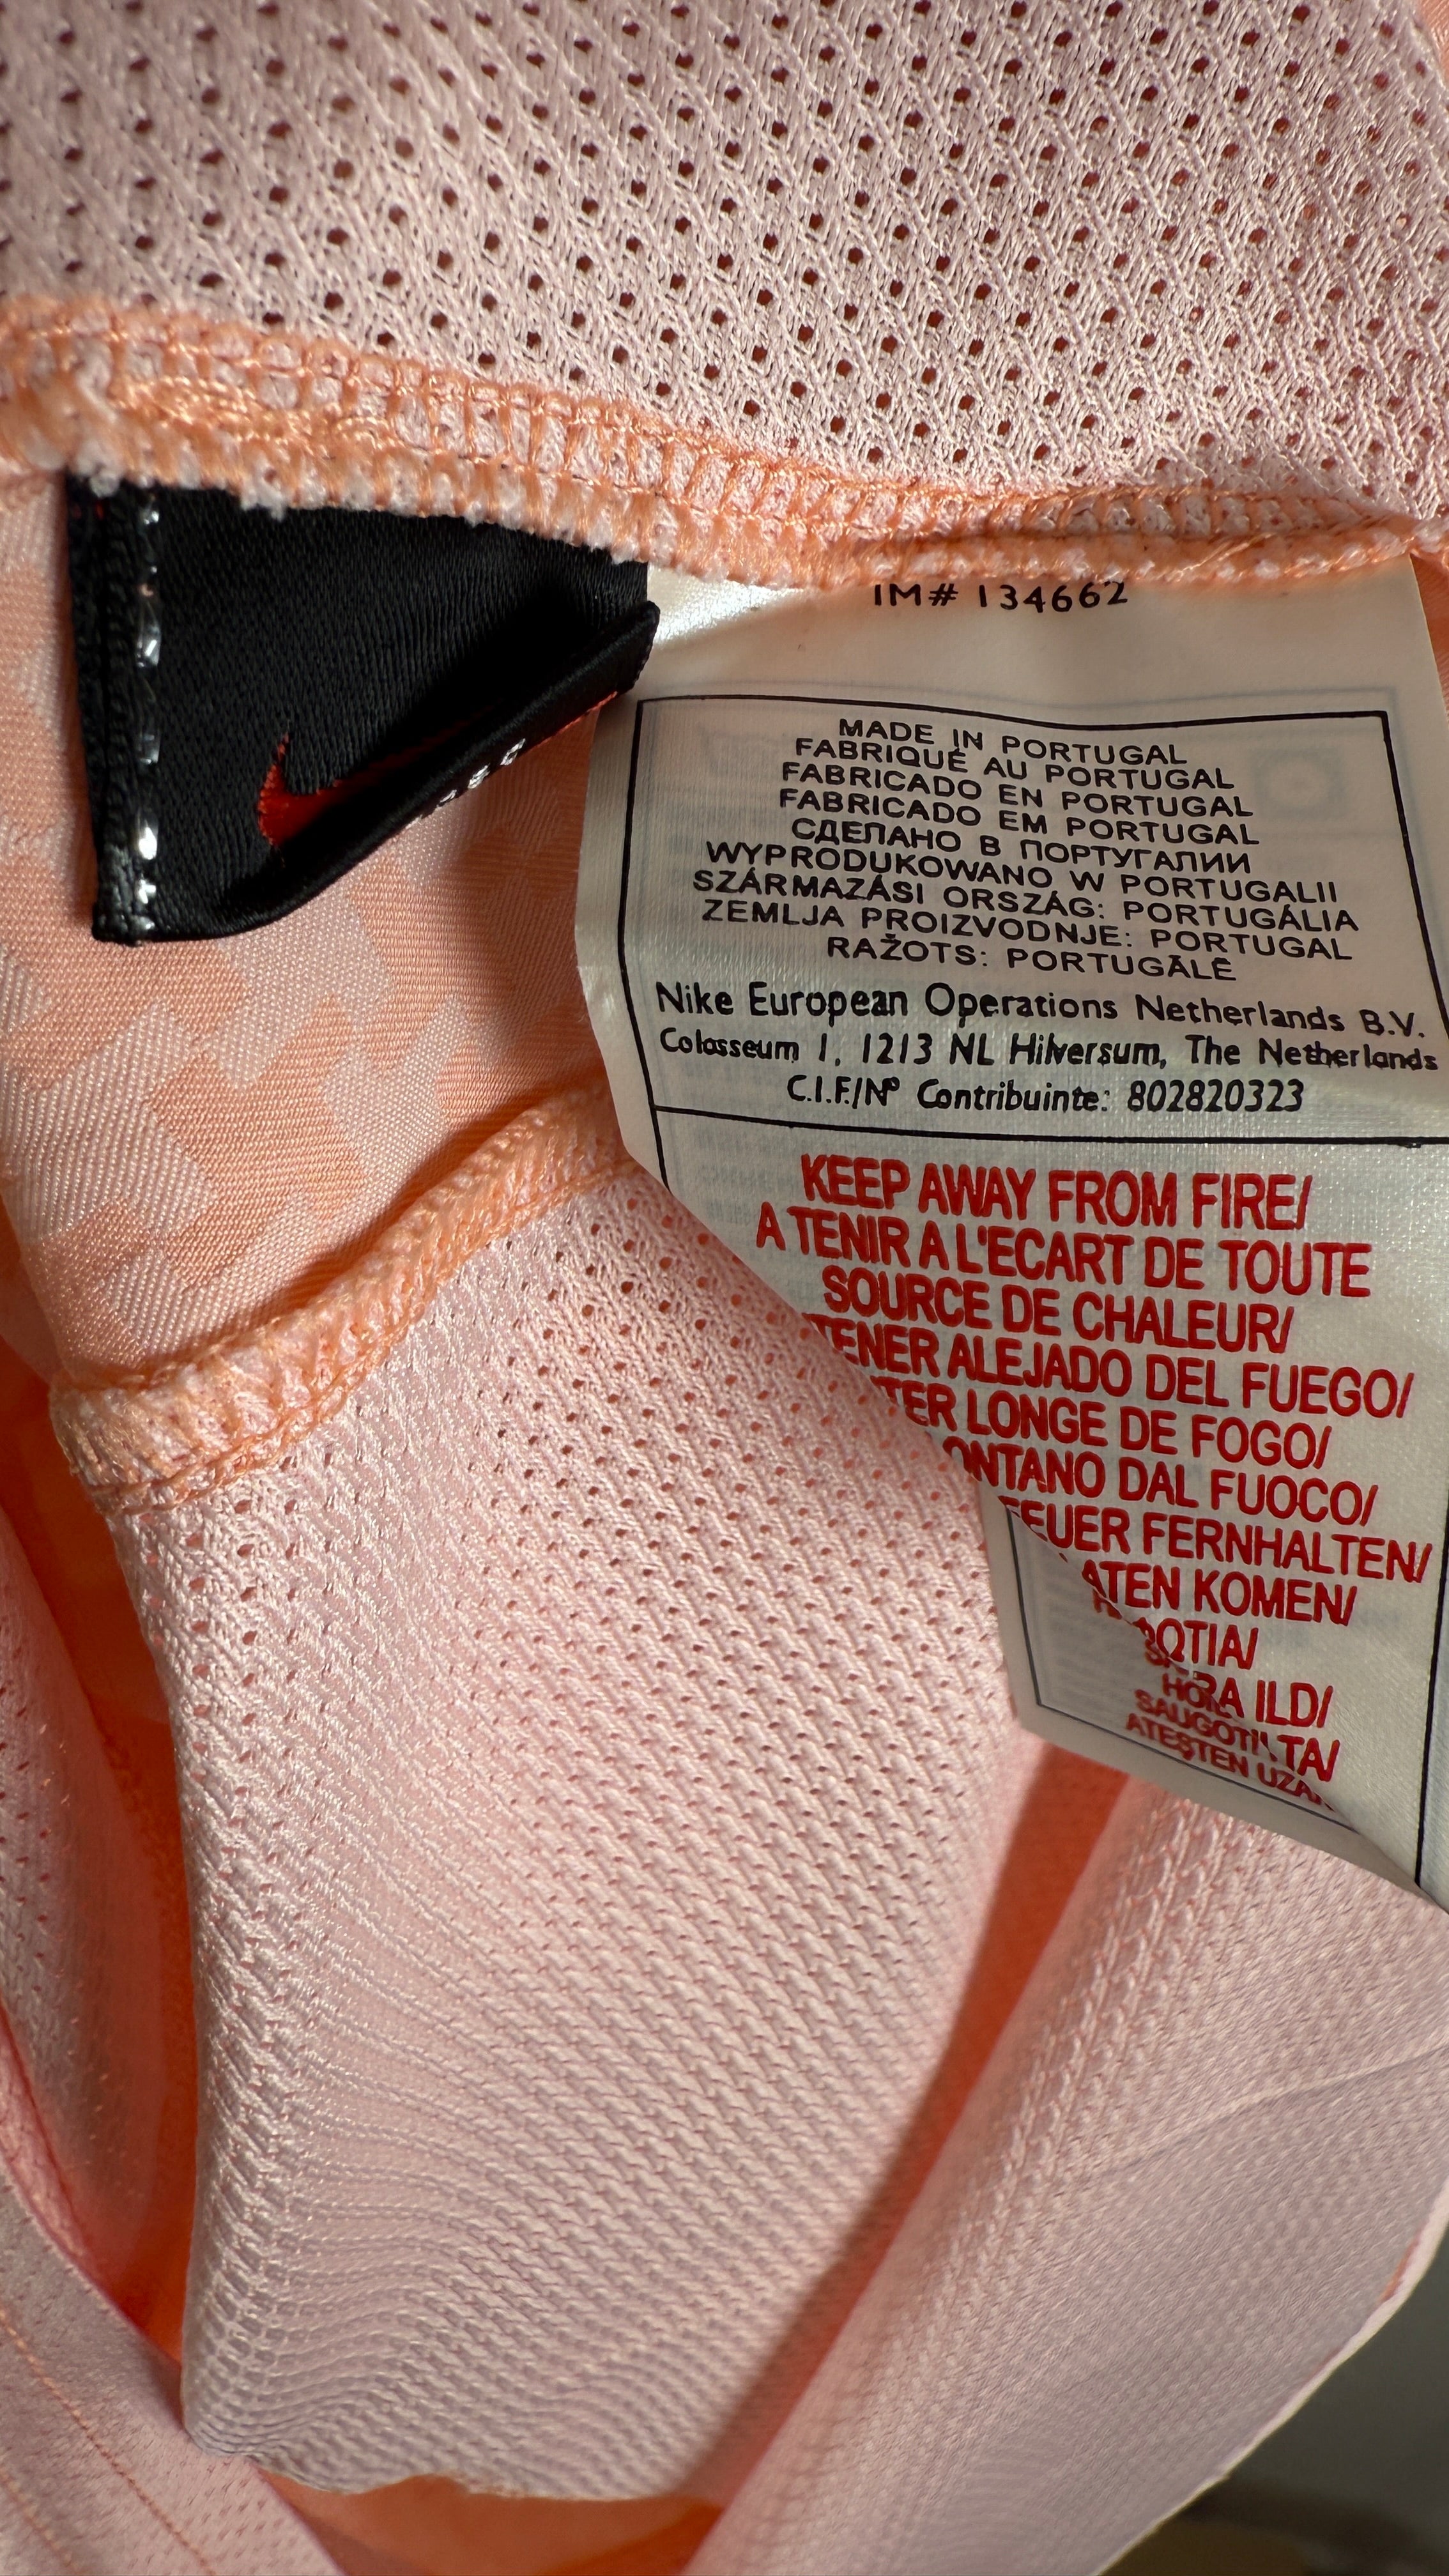 IM# 134662
MADE IN PORTUGAL
FABRIQUÉ AU PORTUGAL
FABRICADO EN PORTUGAL
FABRICADO EM PORTUGAL
СДЕЛАНО В ПОРТУГАЛИИ
WYPRODUKOWANO W PORTUGALII
SZÁRMAZÁSI ORSZÁG: PORTUGÁLIA
ZEMLJA PROIZVODNJE: PORTUGAL
RAŽOTS: PORTUGĀLĒ
Nike European Operations Netherlands B.V.
Colosseum 1, 1213 NL Hilversum, The Netherlands
C.I.F./Nº Contribuinte: 802820323
KEEP AWAY FROM FIRE/
A TENIR A L'ECART DE TOUTE
SOURCE DE CHALEUR/
TENER ALEJADO DEL FUEGO/
LONGE DE FOGO/
DAL FUOCO/
FEUER FERNHALTEN/
KOMEN/
ILD/
ATEŞTEN